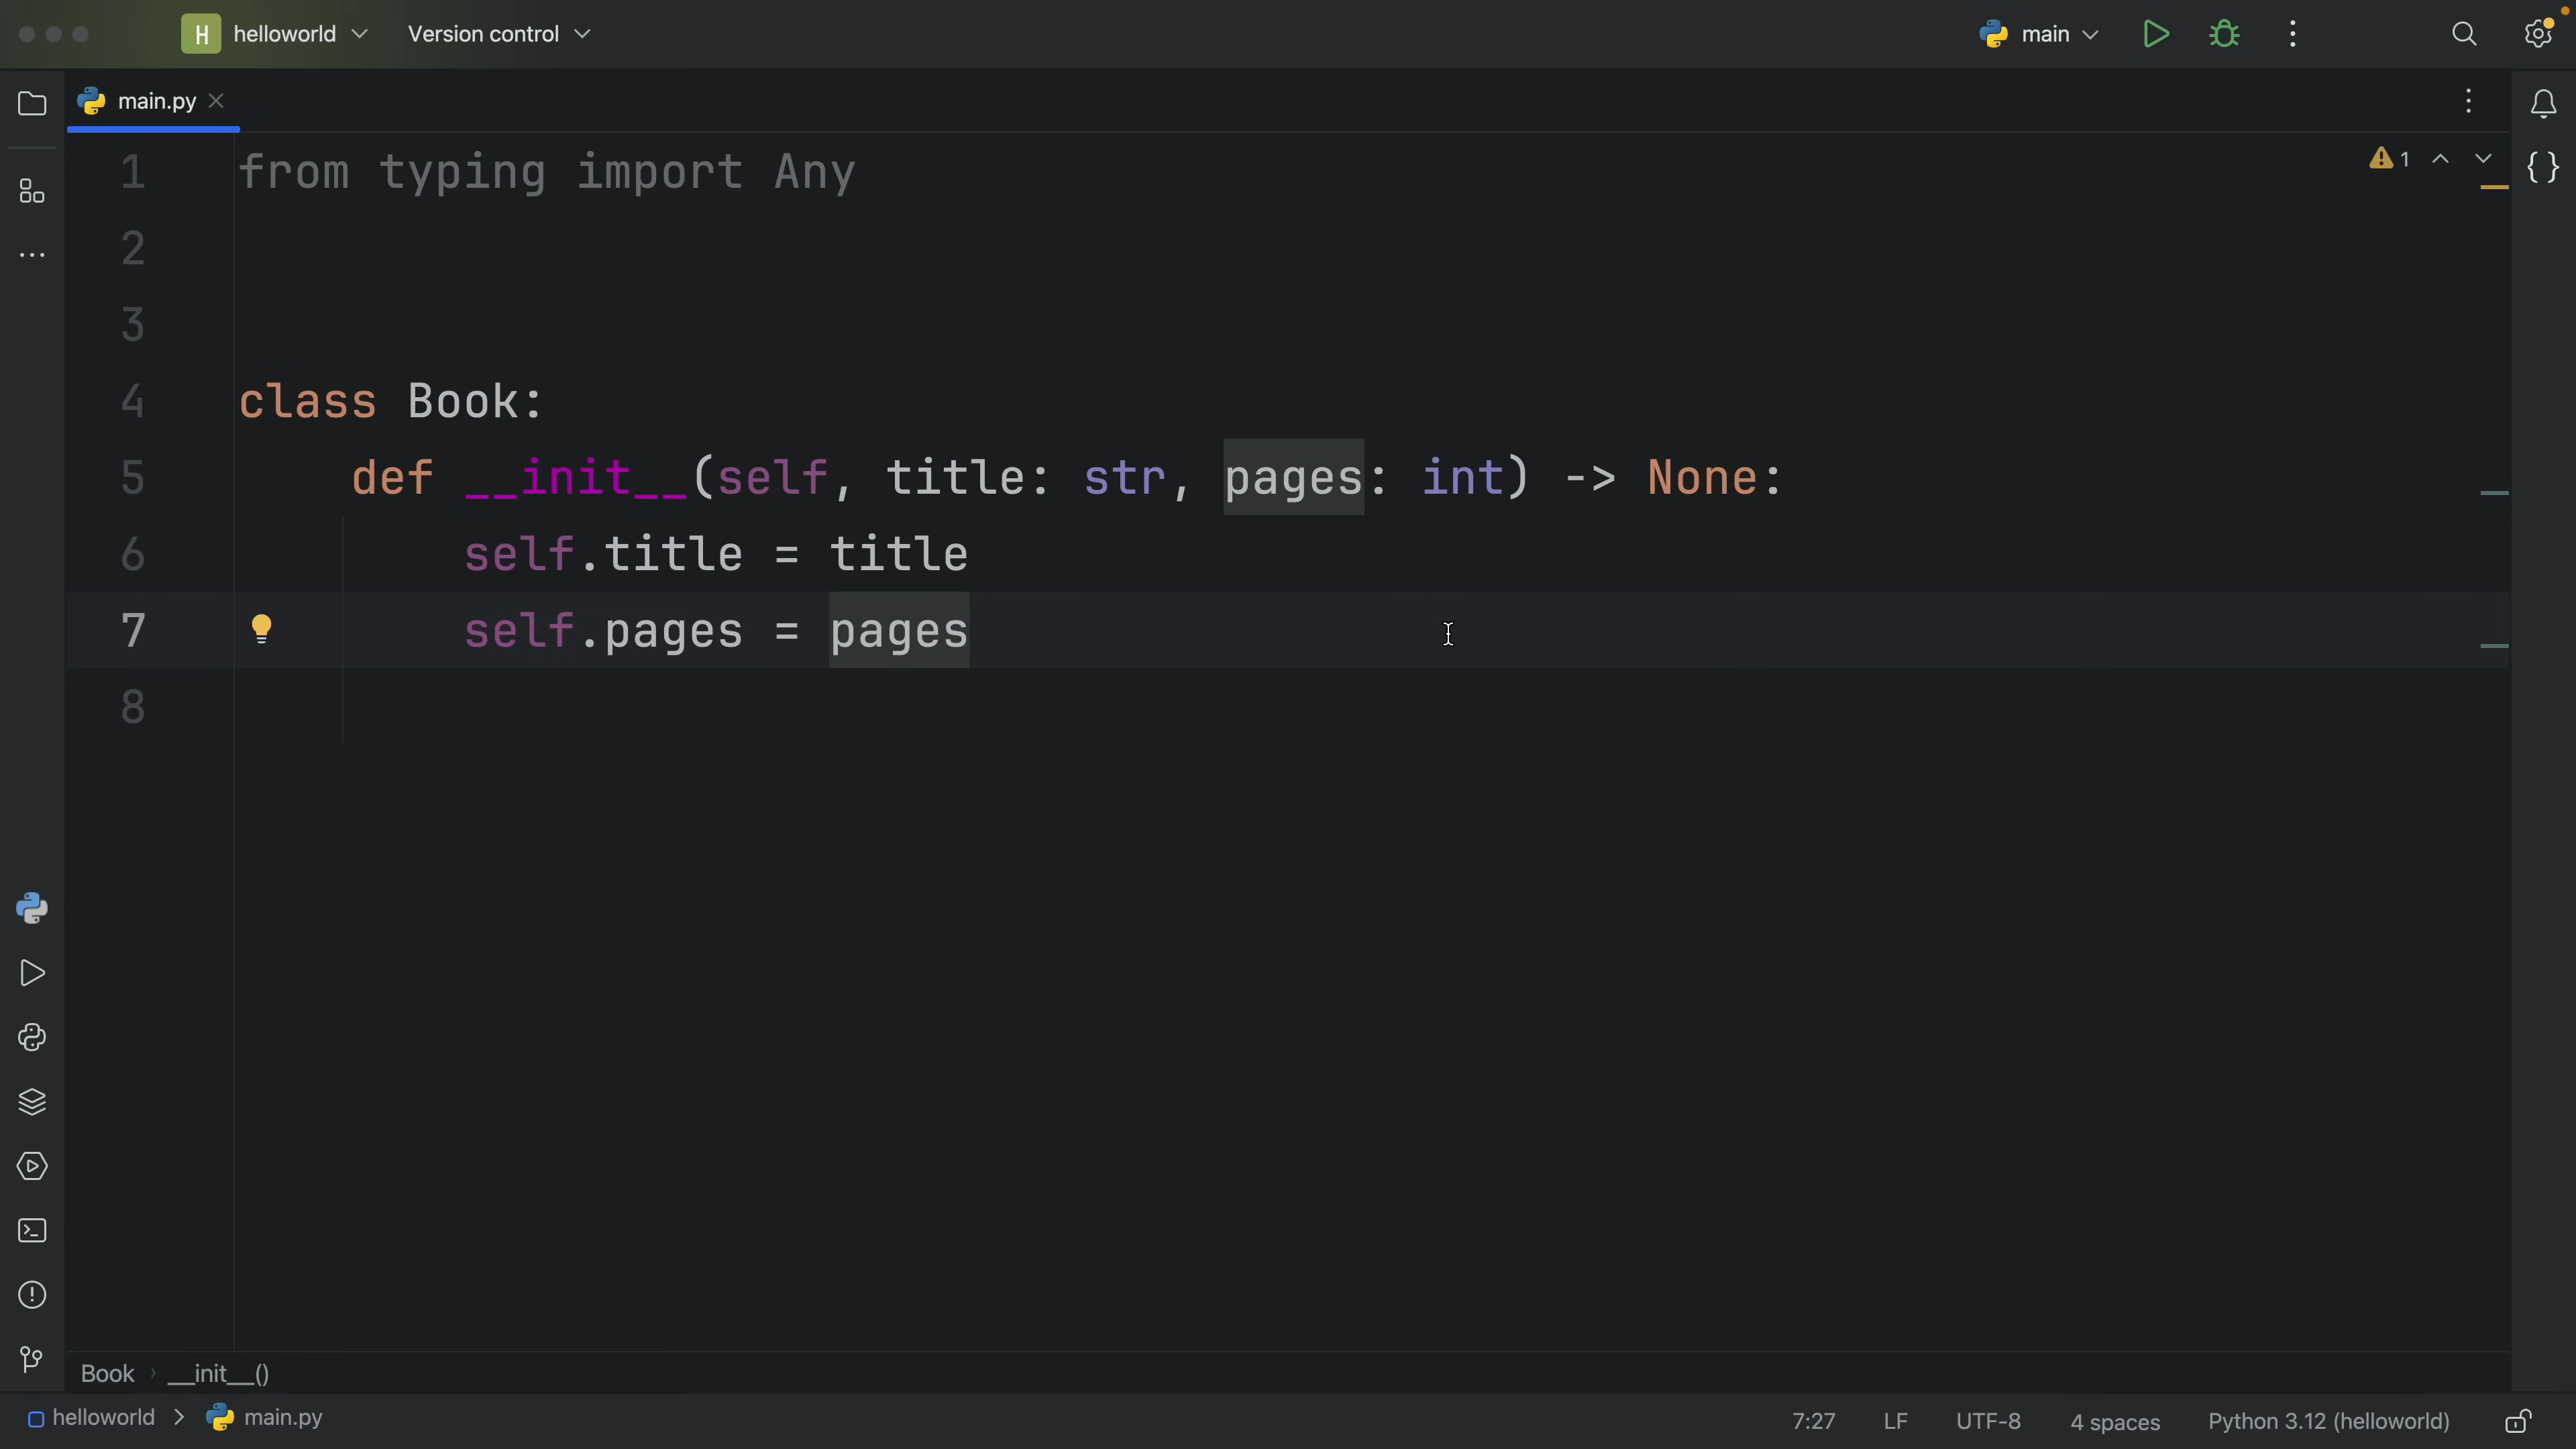 H helloworld Version control main
main.py
1 from typing import Any
1
2
3
4 class Book:
5 def __init__(self, title: str, pages: int) -> None:
6 self.title = title
7 self.pages = pages
8
Book › __init__()
helloworld > main.py 7:27 LF UTF-8 4 spaces Python 3.12 (helloworld)